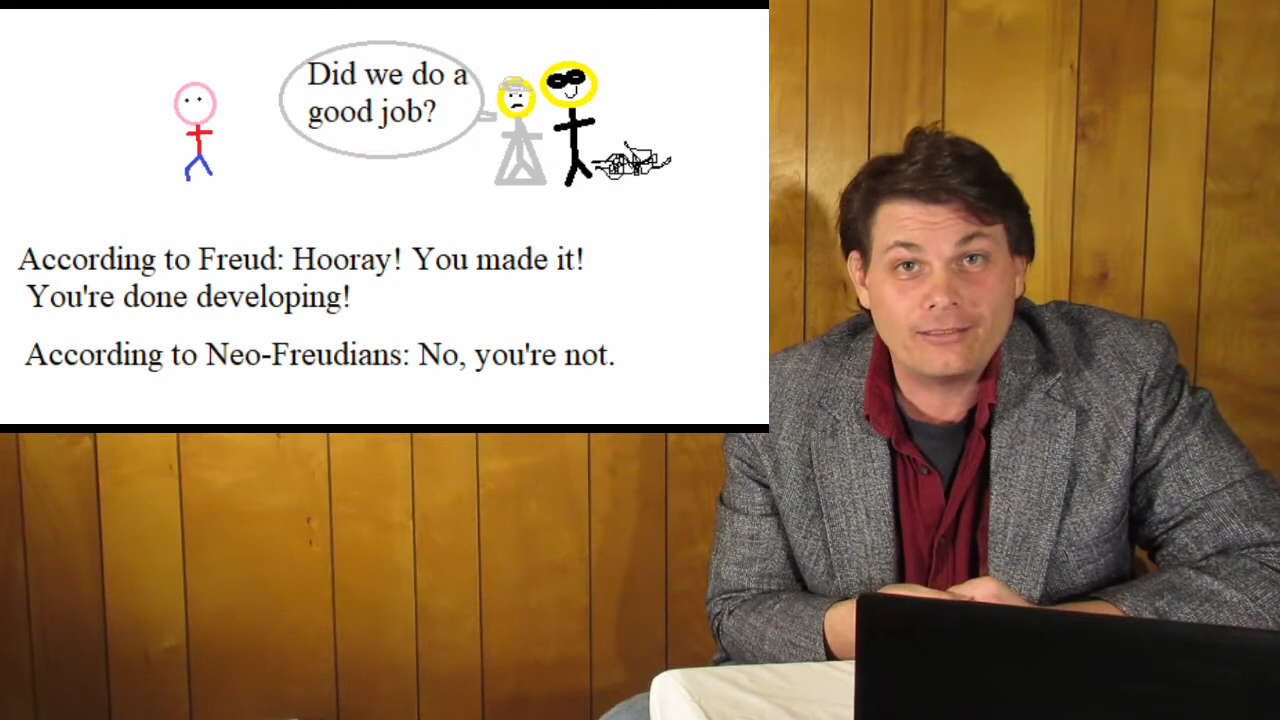 Did we do a
good job?
According to Freud: Hooray! You made it!
You're done developing!
According to Neo-Freudians: No, you're not.